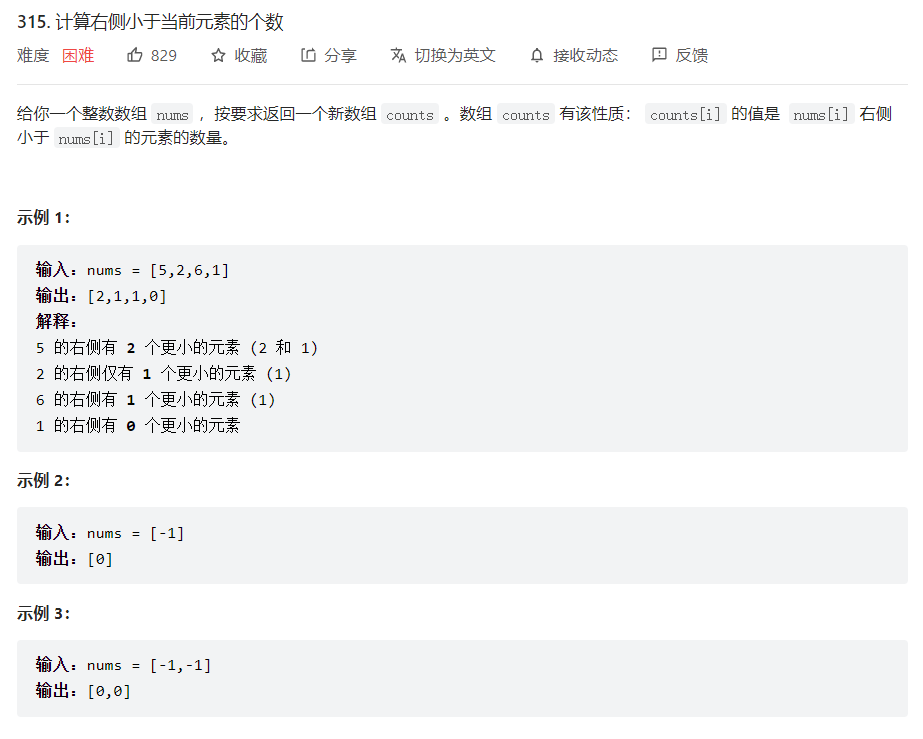 315. 计算右侧小于当前元素的个数
难度 困难 829 收藏 分享 切换为英文 接收动态 反馈
给你一个整数数组 nums ，按要求返回一个新数组 counts 。数组 counts 有该性质： counts[i] 的值是 nums[i] 右侧
小于 nums[i] 的元素的数量。
示例 1：
输入：nums = [5,2,6,1]
输出：[2,1,1,0]
解释：
5 的右侧有 2 个更小的元素 (2 和 1)
2 的右侧仅有 1 个更小的元素 (1)
6 的右侧有 1 个更小的元素 (1)
1 的右侧有 0 个更小的元素
示例 2：
输入：nums = [-1]
输出：[0]
示例 3：
输入：nums = [-1,-1]
输出：[0,0]